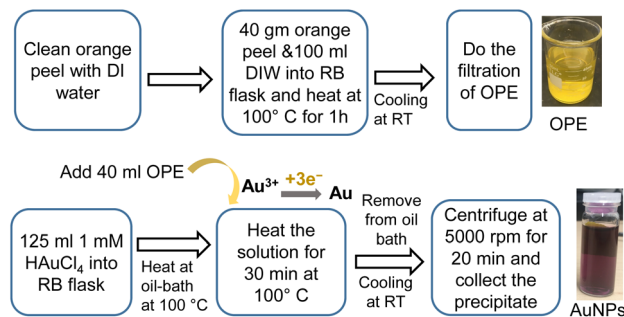 Clean orange
peel with DI
water
40 gm orange
peel &100 ml
DIW into RB
flask and heat at
100° C for 1h
Cooling
at RT
Do the
filtration
of OPE
OPE
Add 40 ml OPE
Au³⁺ +3e⁻ Au
125 ml 1 mM
HAuCl₄ into
RB flask
Heat at
oil-bath
at 100 °C
Heat the
solution for
30 min at
100° C
Remove
from oil
bath
Cooling
at RT
Centrifuge at
5000 rpm for
20 min and
collect the
precipitate
AuNPs